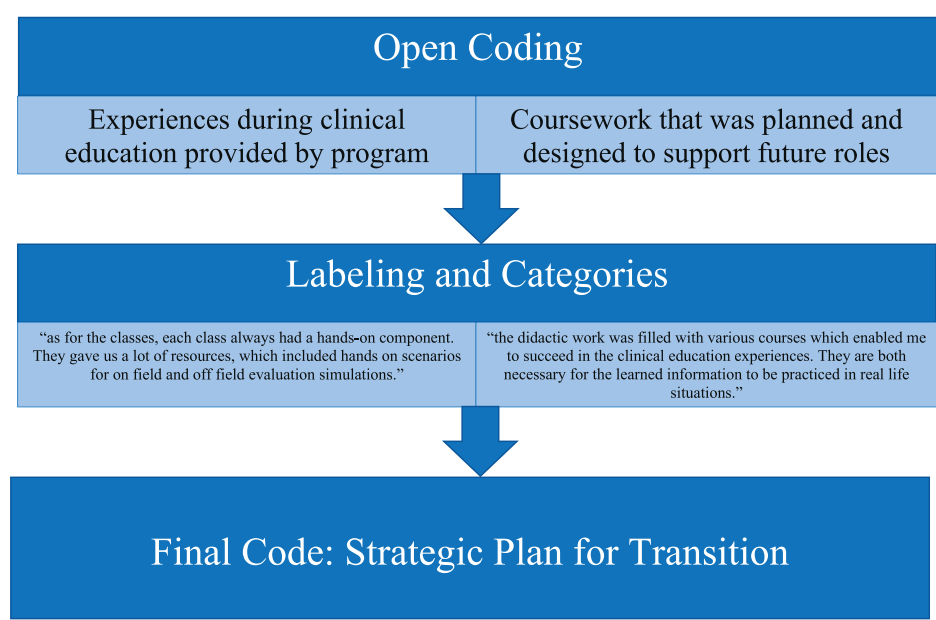 Open Coding
Experiences during clinical
education provided by program
Coursework that was planned and
designed to support future roles
Labeling and Categories
“as for the classes, each class always had a hands-on component.
They gave us a lot of resources, which included hands on scenarios
for on field and off field evaluation simulations.”
“the didactic work was filled with various courses which enabled me
to succeed in the clinical education experiences. They are both
necessary for the learned information to be practiced in real life
situations.”
Final Code: Strategic Plan for Transition